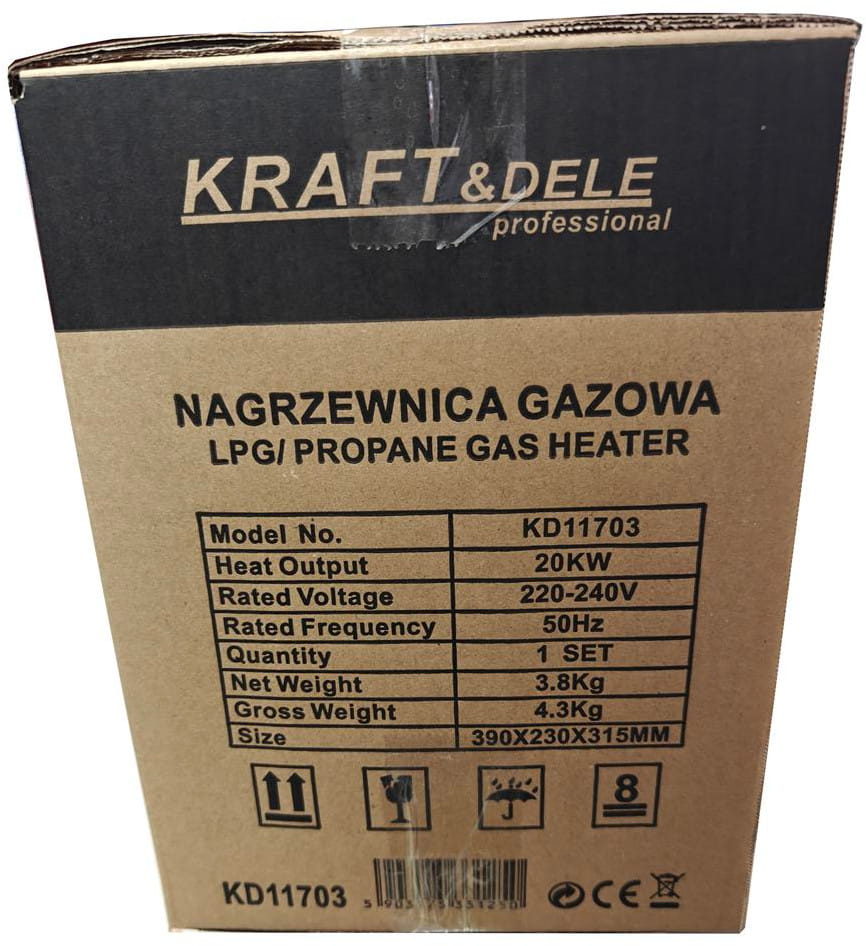 KRAFT & DELE
professional
NAGRZEWNICA GAZOWA
LPG/ PROPANE GAS HEATER
Model No. KD11703
Heat Output 20KW
Rated Voltage 220-240V
Rated Frequency 50Hz
Quantity 1 SET
Net Weight 3.8Kg
Gross Weight 4.3Kg
Size 390X230X315MM
8
KD11703
CE